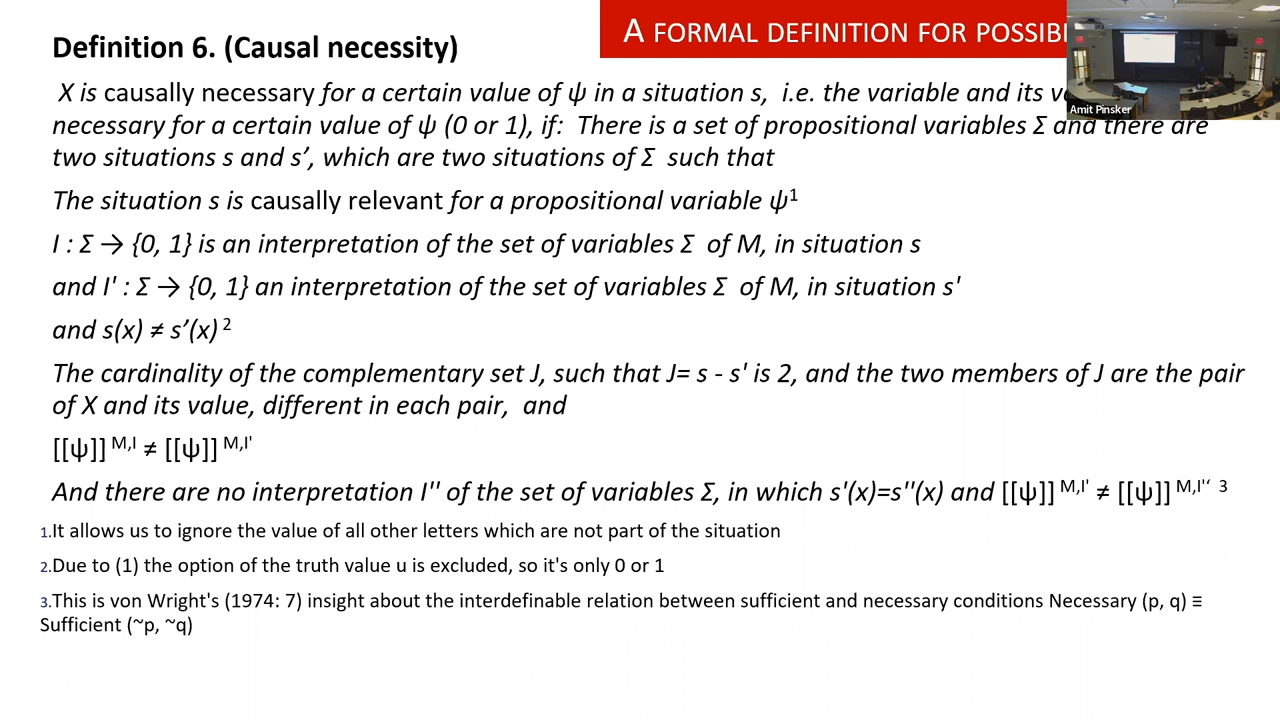 A FORMAL DEFINITION FOR POSSIB
Amit Pinsker
Definition 6. (Causal necessity)
X is causally necessary for a certain value of ψ in a situation s, i.e. the variable and its
necessary for a certain value of ψ (0 or 1), if: There is a set of propositional variables Σ and there are
two situations s and s’, which are two situations of Σ such that
The situation s is causally relevant for a propositional variable ψ¹
I : Σ → {0, 1} is an interpretation of the set of variables Σ of M, in situation s
and I' : Σ → {0, 1} an interpretation of the set of variables Σ of M, in situation s'
and s(x) ≠ s’(x) ²
The cardinality of the complementary set J, such that J= s - s' is 2, and the two members of J are the pair
of X and its value, different in each pair, and
[[ψ]] M,I ≠ [[ψ]] M,I'
And there are no interpretation I'' of the set of variables Σ, in which s'(x)=s''(x) and [[ψ]] M,I' ≠ [[ψ]] M,I'‘ 3
1.It allows us to ignore the value of all other letters which are not part of the situation
2.Due to (1) the option of the truth value u is excluded, so it's only 0 or 1
3.This is von Wright's (1974: 7) insight about the interdefinable relation between sufficient and necessary conditions Necessary (p, q) ≡
Sufficient (~p, ~q)